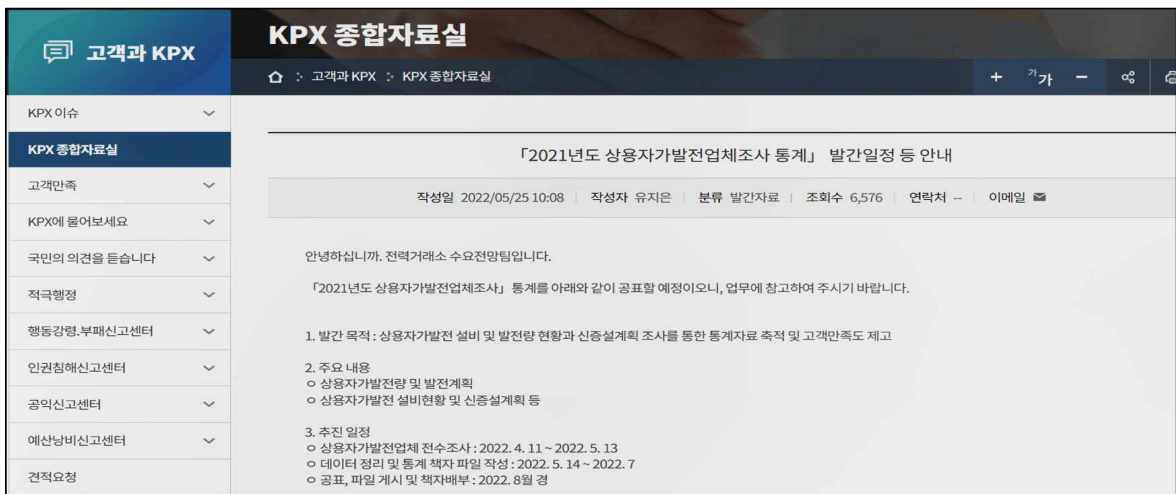 고객과 KPX
KPX 종합자료실
고객과 KPX : KPX 종합자료실
+ 가가 −
KPX 이슈
KPX 종합자료실
고객만족
KPX에 물어보세요
국민의 의견을 듣습니다
적극행정
행동강령.부패신고센터
인권침해신고센터
공익신고센터
예산낭비신고센터
견적요청
「2021년도 상용자가발전업체조사 통계」 발간일정 등 안내
작성일 2022/05/25 10:08 | 작성자 유지은 | 분류 발간자료 | 조회수 6,576 | 연락처 -- | 이메일
안녕하십니까. 전력거래소 수요전망팀입니다.
「2021년도 상용자가발전업체조사」 통계를 아래와 같이 공표할 예정이오니, 업무에 참고하여 주시기 바랍니다.
1. 발간 목적 : 상용자가발전 설비 및 발전량 현황과 신증설계획 조사를 통한 통계자료 축적 및 고객만족도 제고
2. 주요 내용
ㅇ 상용자가발전량 및 발전계획
ㅇ 상용자가발전 설비현황 및 신증설계획 등
3. 추진 일정
ㅇ 상용자가발전업체 전수조사 : 2022. 4. 11 ~ 2022. 5. 13
ㅇ 데이터 정리 및 통계 책자 파일 작성 : 2022. 5. 14 ~ 2022. 7
ㅇ 공표, 파일 게시 및 책자배부 : 2022. 8월 경